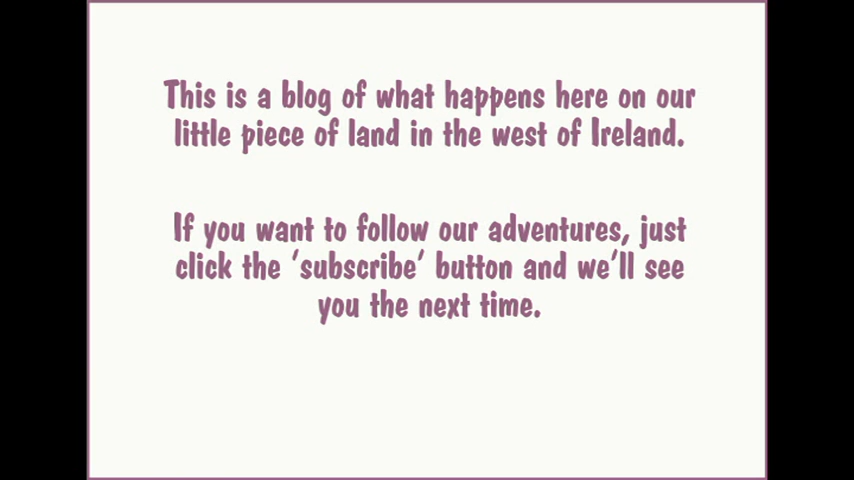 This is a blog of what happens here on our
little piece of land in the west of Ireland.
If you want to follow our adventures, just
click the ‘subscribe’ button and we’ll see
you the next time.